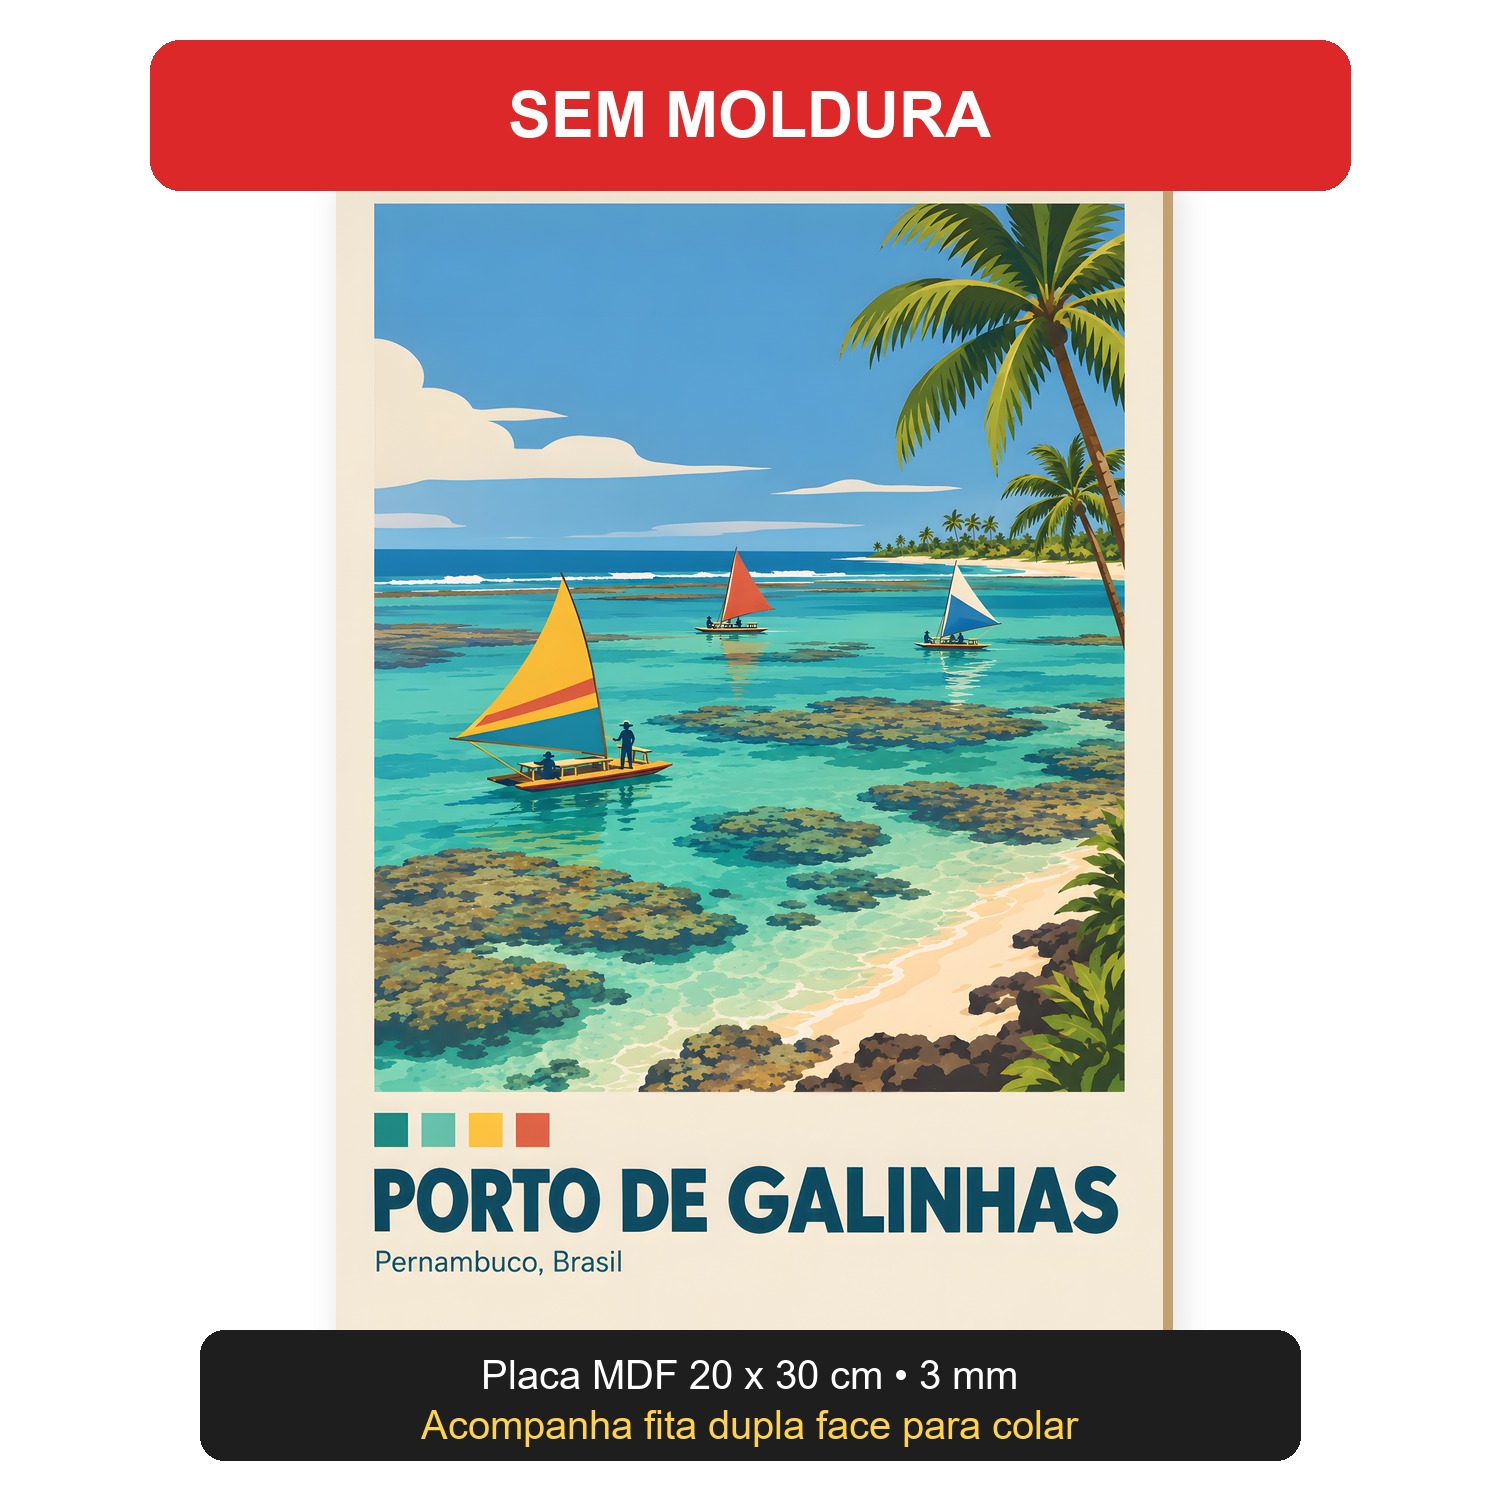 SEM MOLDURA
PORTO DE GALINHAS
Pernambuco, Brasil
Placa MDF 20 x 30 cm • 3 mm
Acompanha fita dupla face para colar